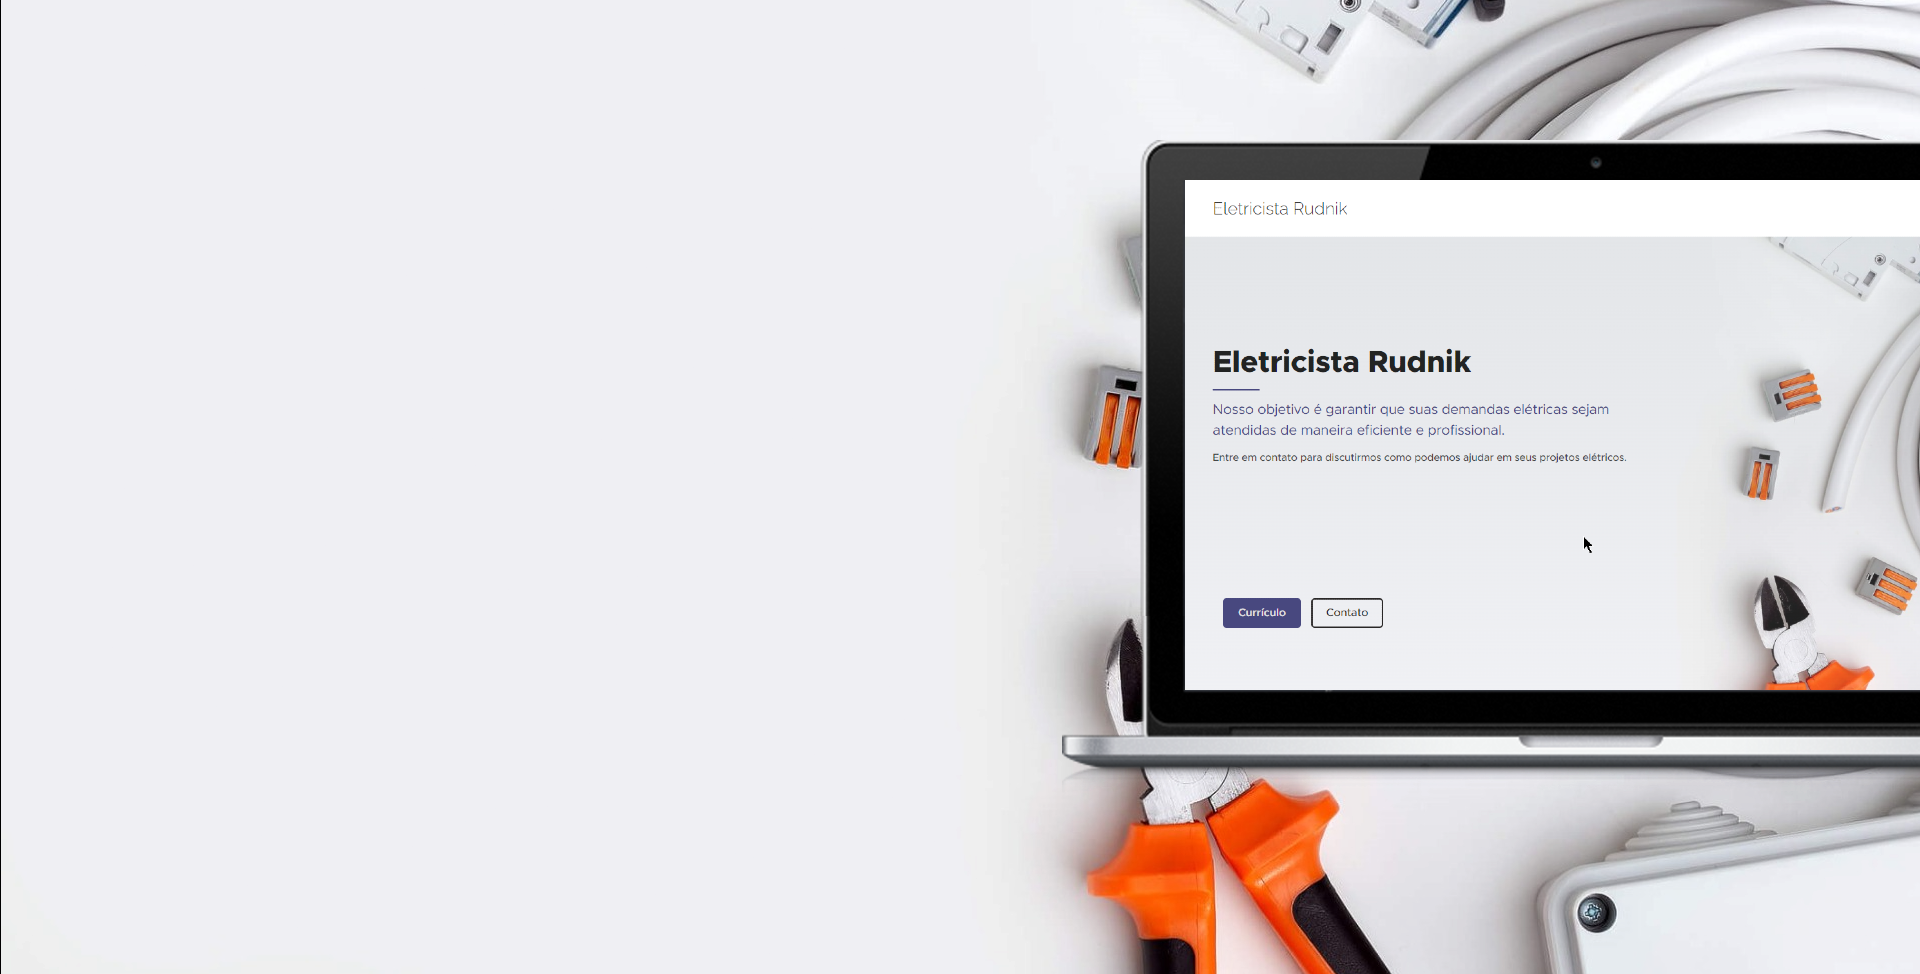 Eletricista Rudnik
Eletricista Rudnik
Nosso objetivo é garantir que suas demandas elétricas sejam
atendidas de maneira eficiente e profissional.
Entre em contato para discutirmos como podemos ajudar em seus projetos elétricos.
Currículo
Contato